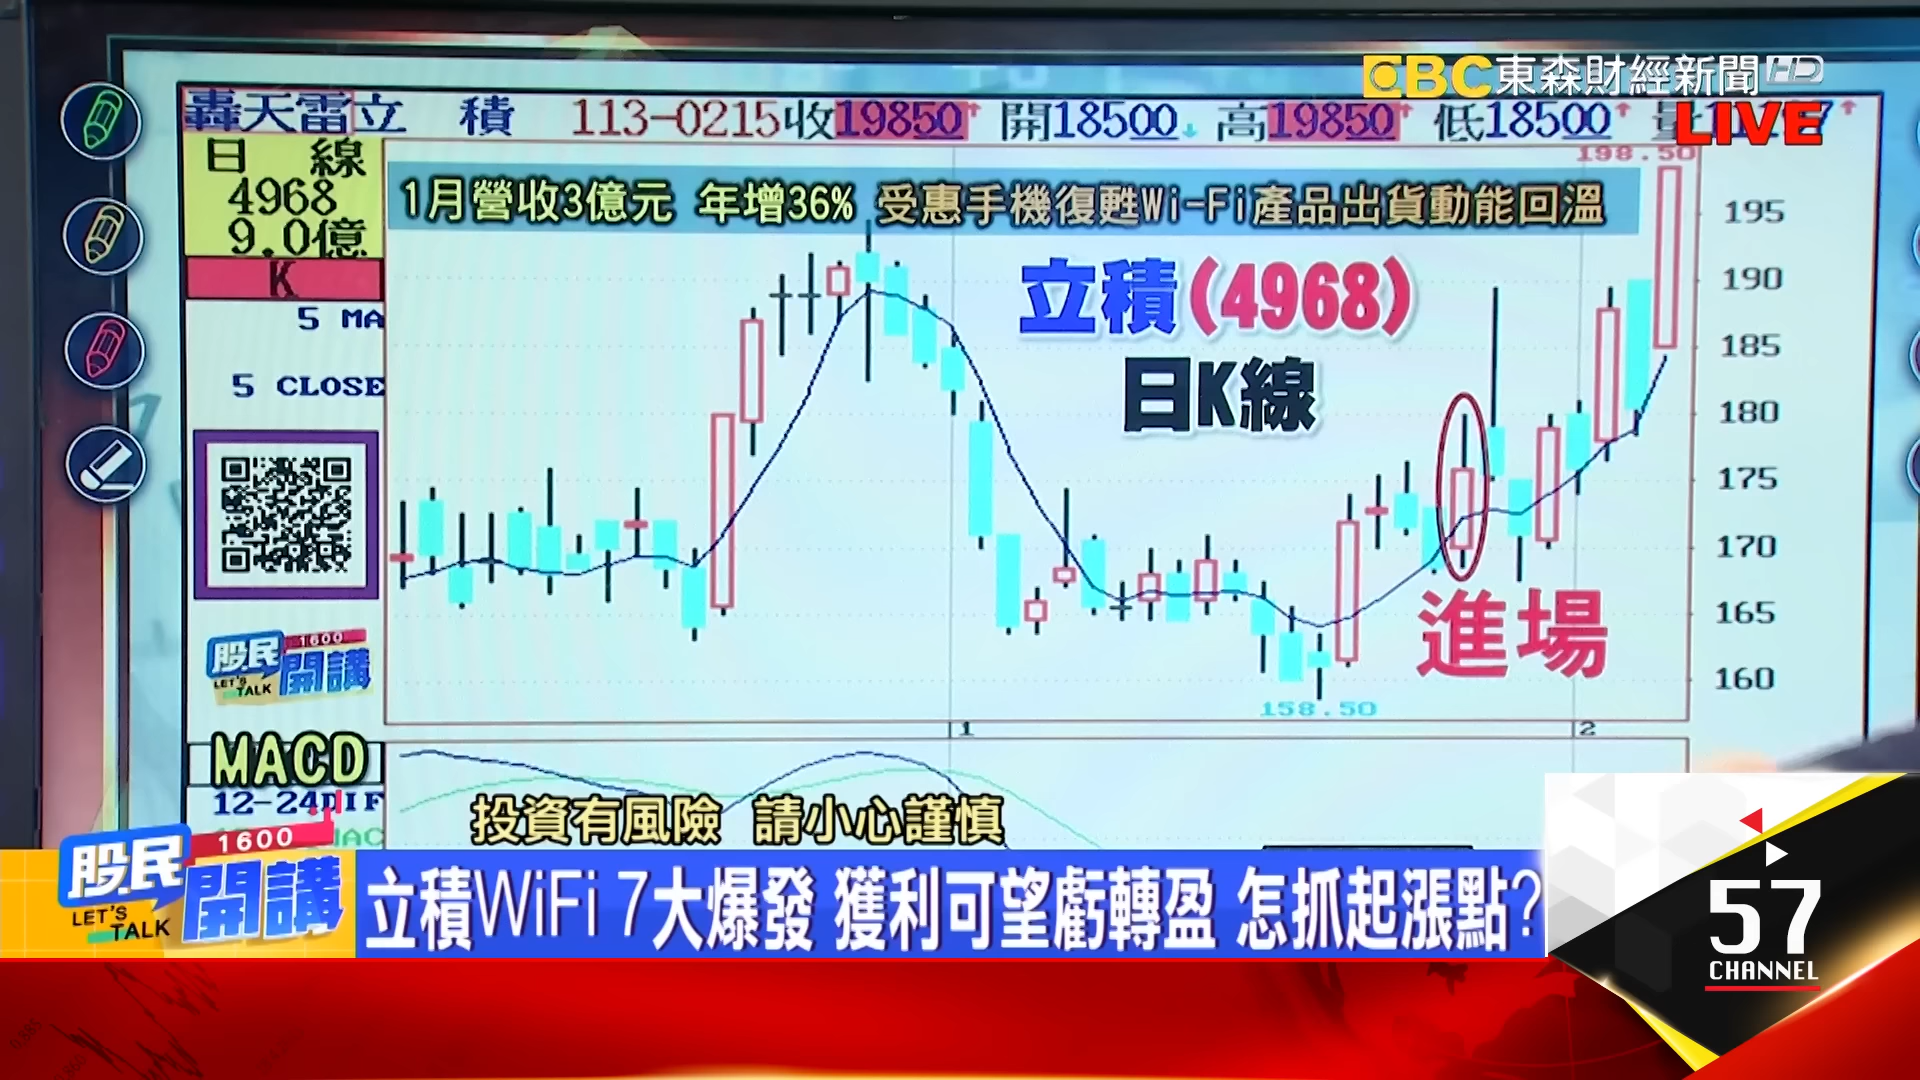 EBC東森財經新聞HD
LIVE
轟天雷立 積 113-0215收19850↑ 開18500↓ 高19850↑ 低18500↑
日 線
4968
9.0億
K
5 MA
5 CLOSE
198.50
1月營收3億元 年增36% 受惠手機復甦Wi-Fi產品出貨動能回溫
立積(4968)
日K線
195
190
185
180
175
170
165
160
進場
158.50
1
2
股民 1600
開講
LET'S TALK
MACD
12-24DIF
投資有風險 請小心謹慎
股民 1600
開講
LET'S TALK
立積WiFi 7大爆發 獲利可望虧轉盈 怎抓起漲點?
57
CHANNEL